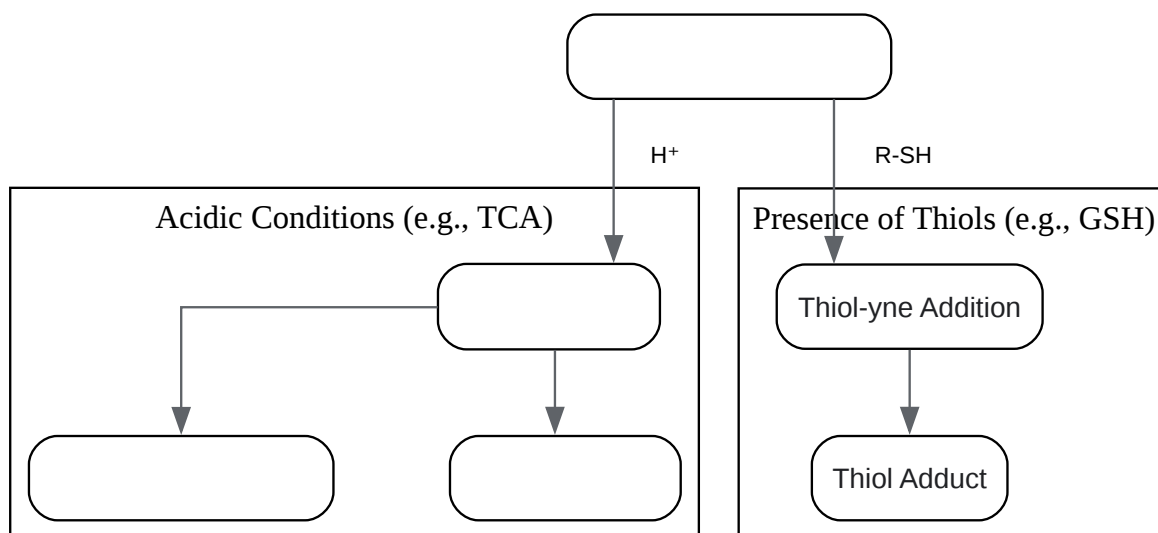 H⁺
R-SH
Acidic Conditions (e.g., TCA)
Presence of Thiols (e.g., GSH)
Thiol-yne Addition
Thiol Adduct